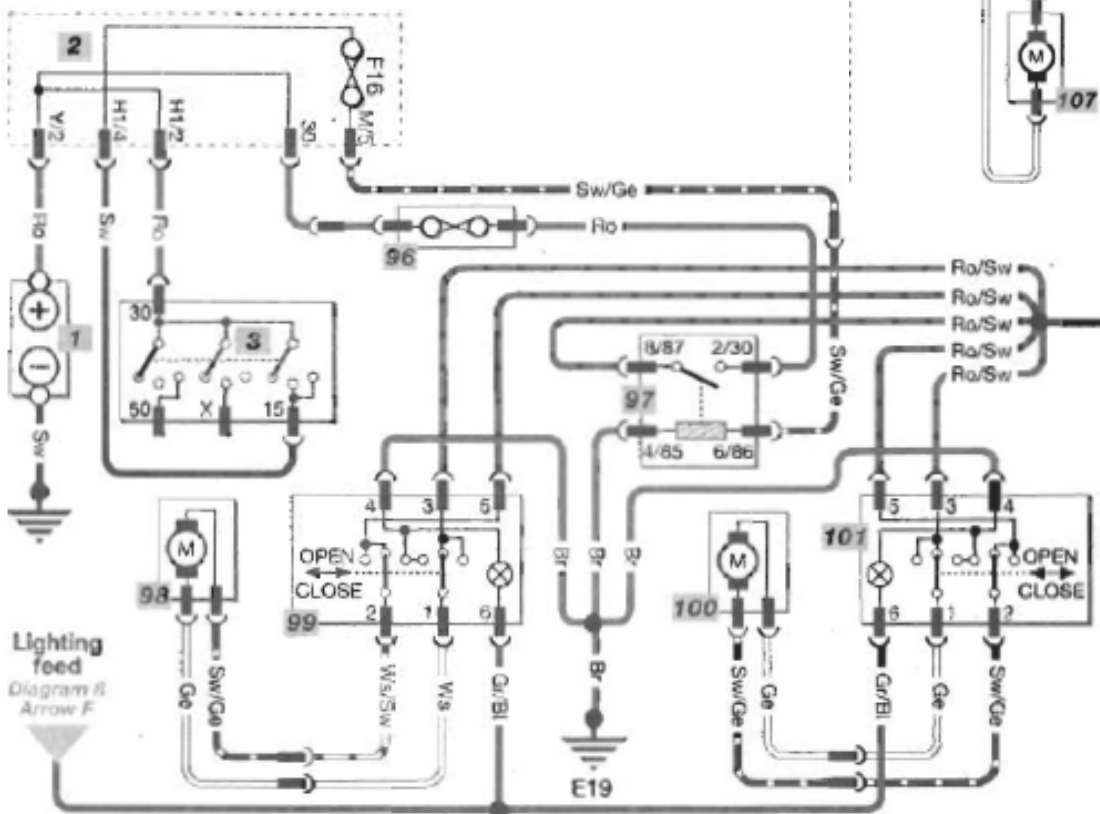 2
F16
107
Y/2
H1/4
H1/2
30
M/5
Sw/Ge
Ro
Sw
Ro
96
Ro
Ro/Sw
Ro/Sw
Ro/Sw
Ro/Sw
Ro/Sw
M
+
1
−
30
3
50
X
15
Sw
8/87
2/30
97
4/85
6/86
Sw/Ge
4
3
5
5
3
4
M
98
OPEN
CLOSE
99
2
1
6
Br
Br
Br
M
100
101
OPEN
CLOSE
6
1
2
Lighting
feed
Diagram 8
Arrow F
Ge
Sw/Ge
Ws/Sw
Ws
Gr/Bl
Br
E19
Sw/Ge
Ge
Gr/Bl
Ge
Sw/Ge